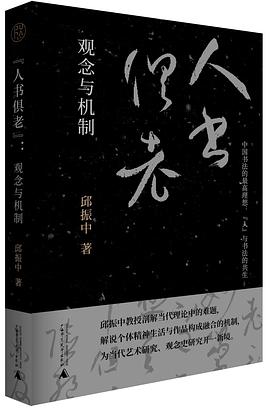 人书
俱老
观念与机制
邱振中 著
中国书法的最高理想：『人』与书法的共生
邱振中教授剖解当代理论中的难题，
解说个体精神生活与作品构成融合的机制，
为当代艺术研究、观念史研究开一新境。
『人书俱老』：
观念与机制
邱振中 著